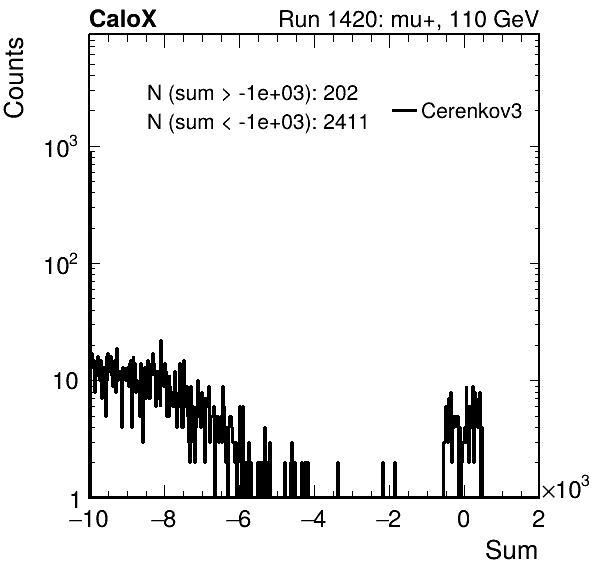 CaloX Run 1420: mu+, 110 GeV
Counts
N (sum > -1e+03): 202
N (sum < -1e+03): 2411
Cerenkov3
10³
10²
10
1
−10 −8 −6 −4 −2 0 2
×10³
Sum